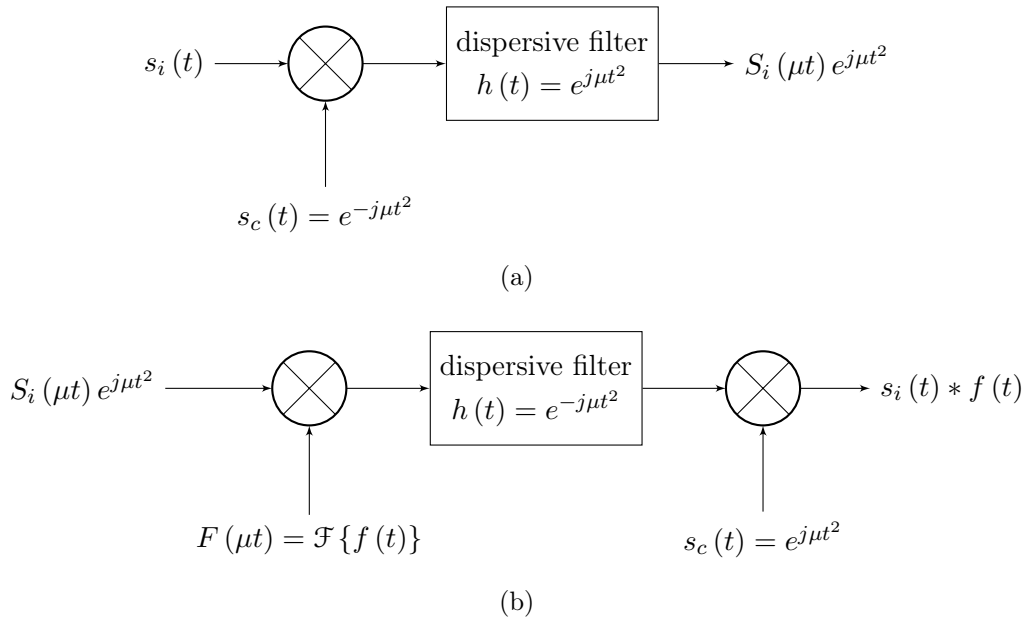 s_i (t)
dispersive filter
h (t) = e^{jμt^2}
S_i (μt) e^{jμt^2}
s_c (t) = e^{-jμt^2}
(a)
S_i (μt) e^{jμt^2}
dispersive filter
h (t) = e^{-jμt^2}
s_i (t) ∗ f (t)
F (μt) = ℱ{f (t)}
s_c (t) = e^{jμt^2}
(b)